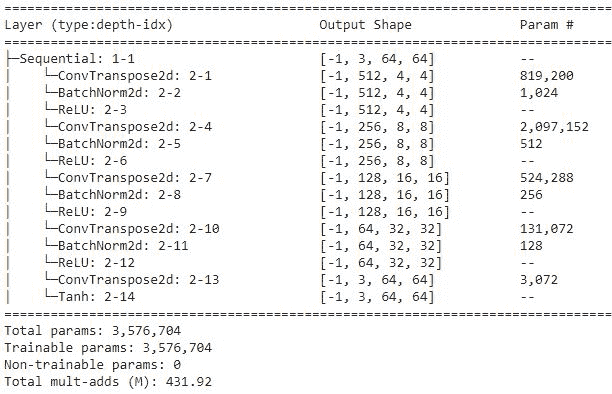 ==========================================================================================
Layer (type:depth-idx)                   Output Shape              Param #
==========================================================================================
├─Sequential: 1-1                        [-1, 3, 64, 64]           --
|    └─ConvTranspose2d: 2-1              [-1, 512, 4, 4]           819,200
|    └─BatchNorm2d: 2-2                  [-1, 512, 4, 4]           1,024
|    └─ReLU: 2-3                         [-1, 512, 4, 4]           --
|    └─ConvTranspose2d: 2-4              [-1, 256, 8, 8]           2,097,152
|    └─BatchNorm2d: 2-5                  [-1, 256, 8, 8]           512
|    └─ReLU: 2-6                         [-1, 256, 8, 8]           --
|    └─ConvTranspose2d: 2-7              [-1, 128, 16, 16]         524,288
|    └─BatchNorm2d: 2-8                  [-1, 128, 16, 16]         256
|    └─ReLU: 2-9                         [-1, 128, 16, 16]         --
|    └─ConvTranspose2d: 2-10             [-1, 64, 32, 32]          131,072
|    └─BatchNorm2d: 2-11                 [-1, 64, 32, 32]          128
|    └─ReLU: 2-12                        [-1, 64, 32, 32]          --
|    └─ConvTranspose2d: 2-13             [-1, 3, 64, 64]           3,072
|    └─Tanh: 2-14                        [-1, 3, 64, 64]           --
==========================================================================================
Total params: 3,576,704
Trainable params: 3,576,704
Non-trainable params: 0
Total mult-adds (M): 431.92
==========================================================================================